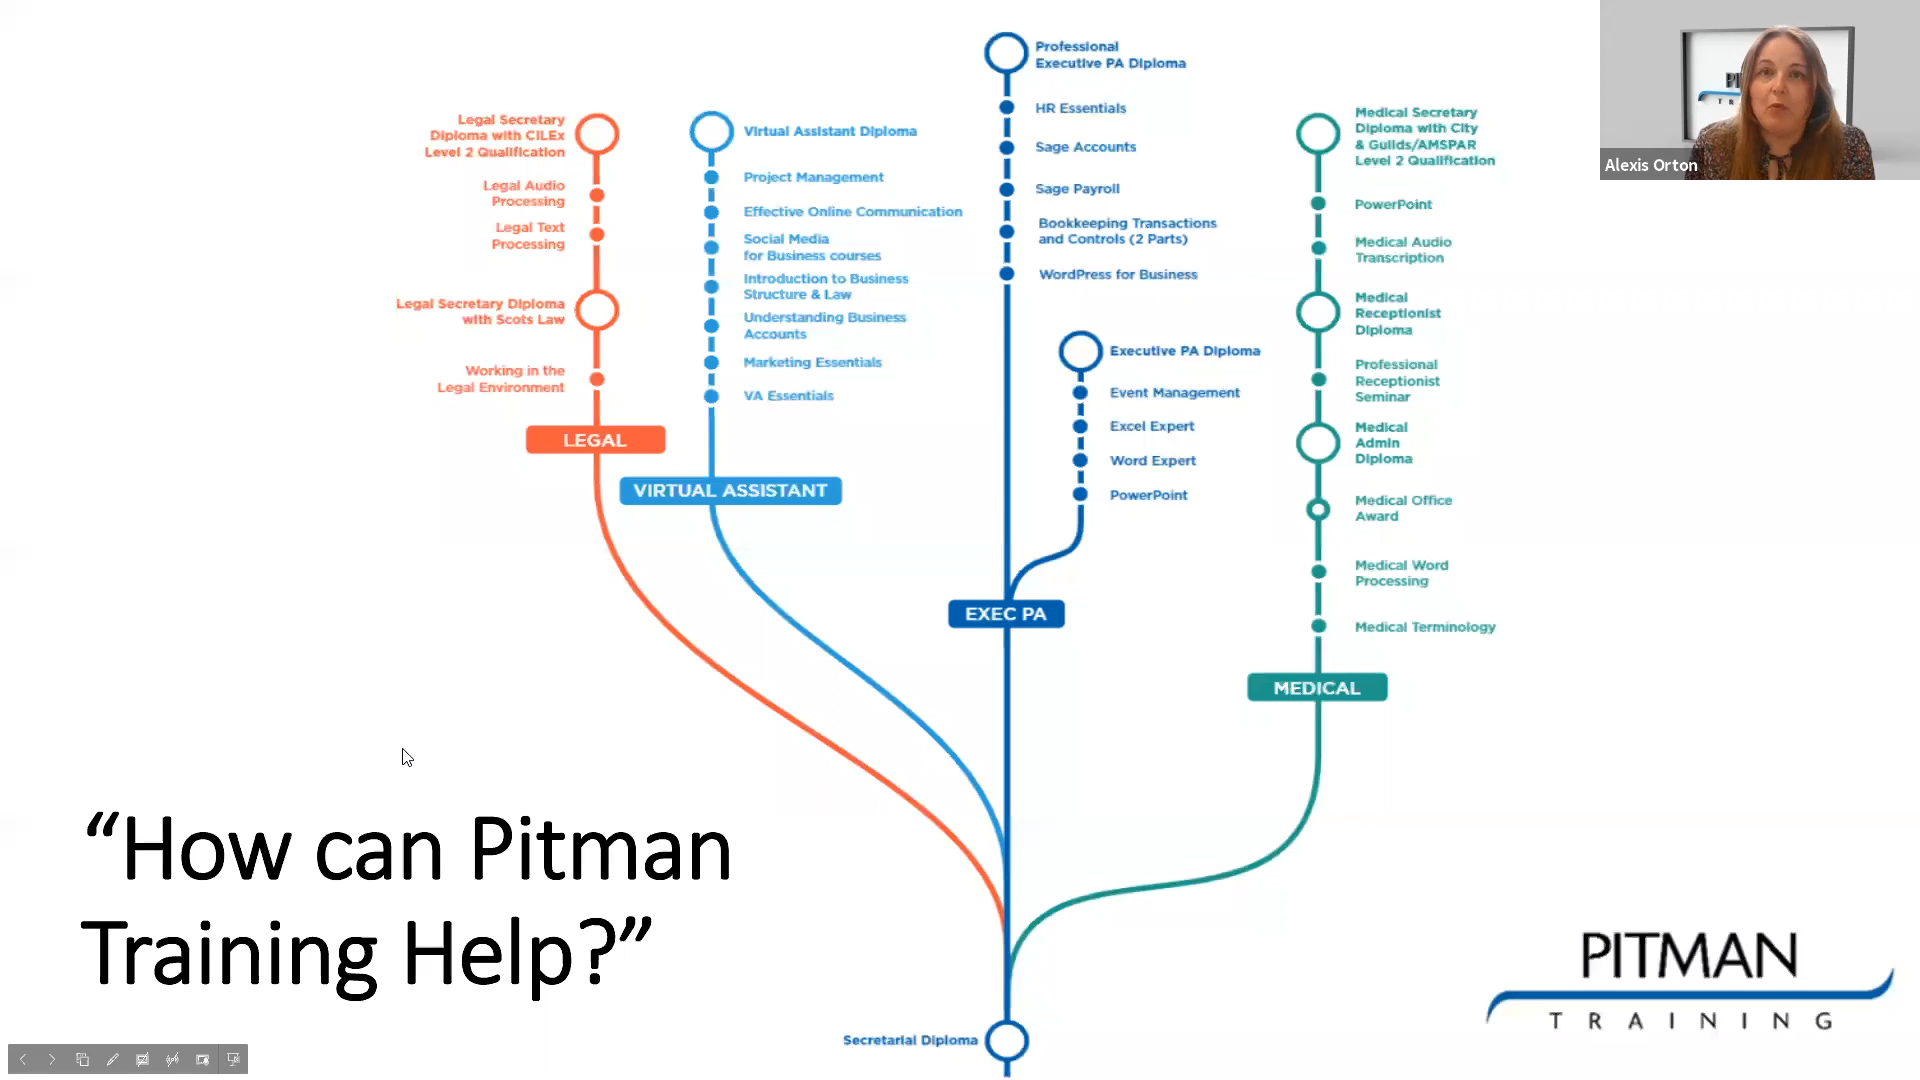 Professional
Executive PA Diploma
HR Essentials
Sage Accounts
Sage Payroll
Bookkeeping Transactions
and Controls (2 Parts)
WordPress for Business
Legal Secretary
Diploma with CILEx
Level 2 Qualification
Legal Audio
Processing
Legal Text
Processing
Legal Secretary Diploma
with Scots Law
Working in the
Legal Environment
LEGAL
Virtual Assistant Diploma
Project Management
Effective Online Communication
Social Media
for Business courses
Introduction to Business
Structure & Law
Understanding Business
Accounts
Marketing Essentials
VA Essentials
VIRTUAL ASSISTANT
Executive PA Diploma
Event Management
Excel Expert
Word Expert
PowerPoint
EXEC PA
Medical Secretary
Diploma with City
& Guilds/AMSPAR
Level 2 Qualification
PowerPoint
Medical Audio
Transcription
Medical
Receptionist
Diploma
Professional
Receptionist
Seminar
Medical
Admin
Diploma
Medical Office
Award
Medical Word
Processing
Medical Terminology
MEDICAL
Alexis Orton
“How can Pitman
Training Help?”
Secretarial Diploma
PITMAN
TRAINING